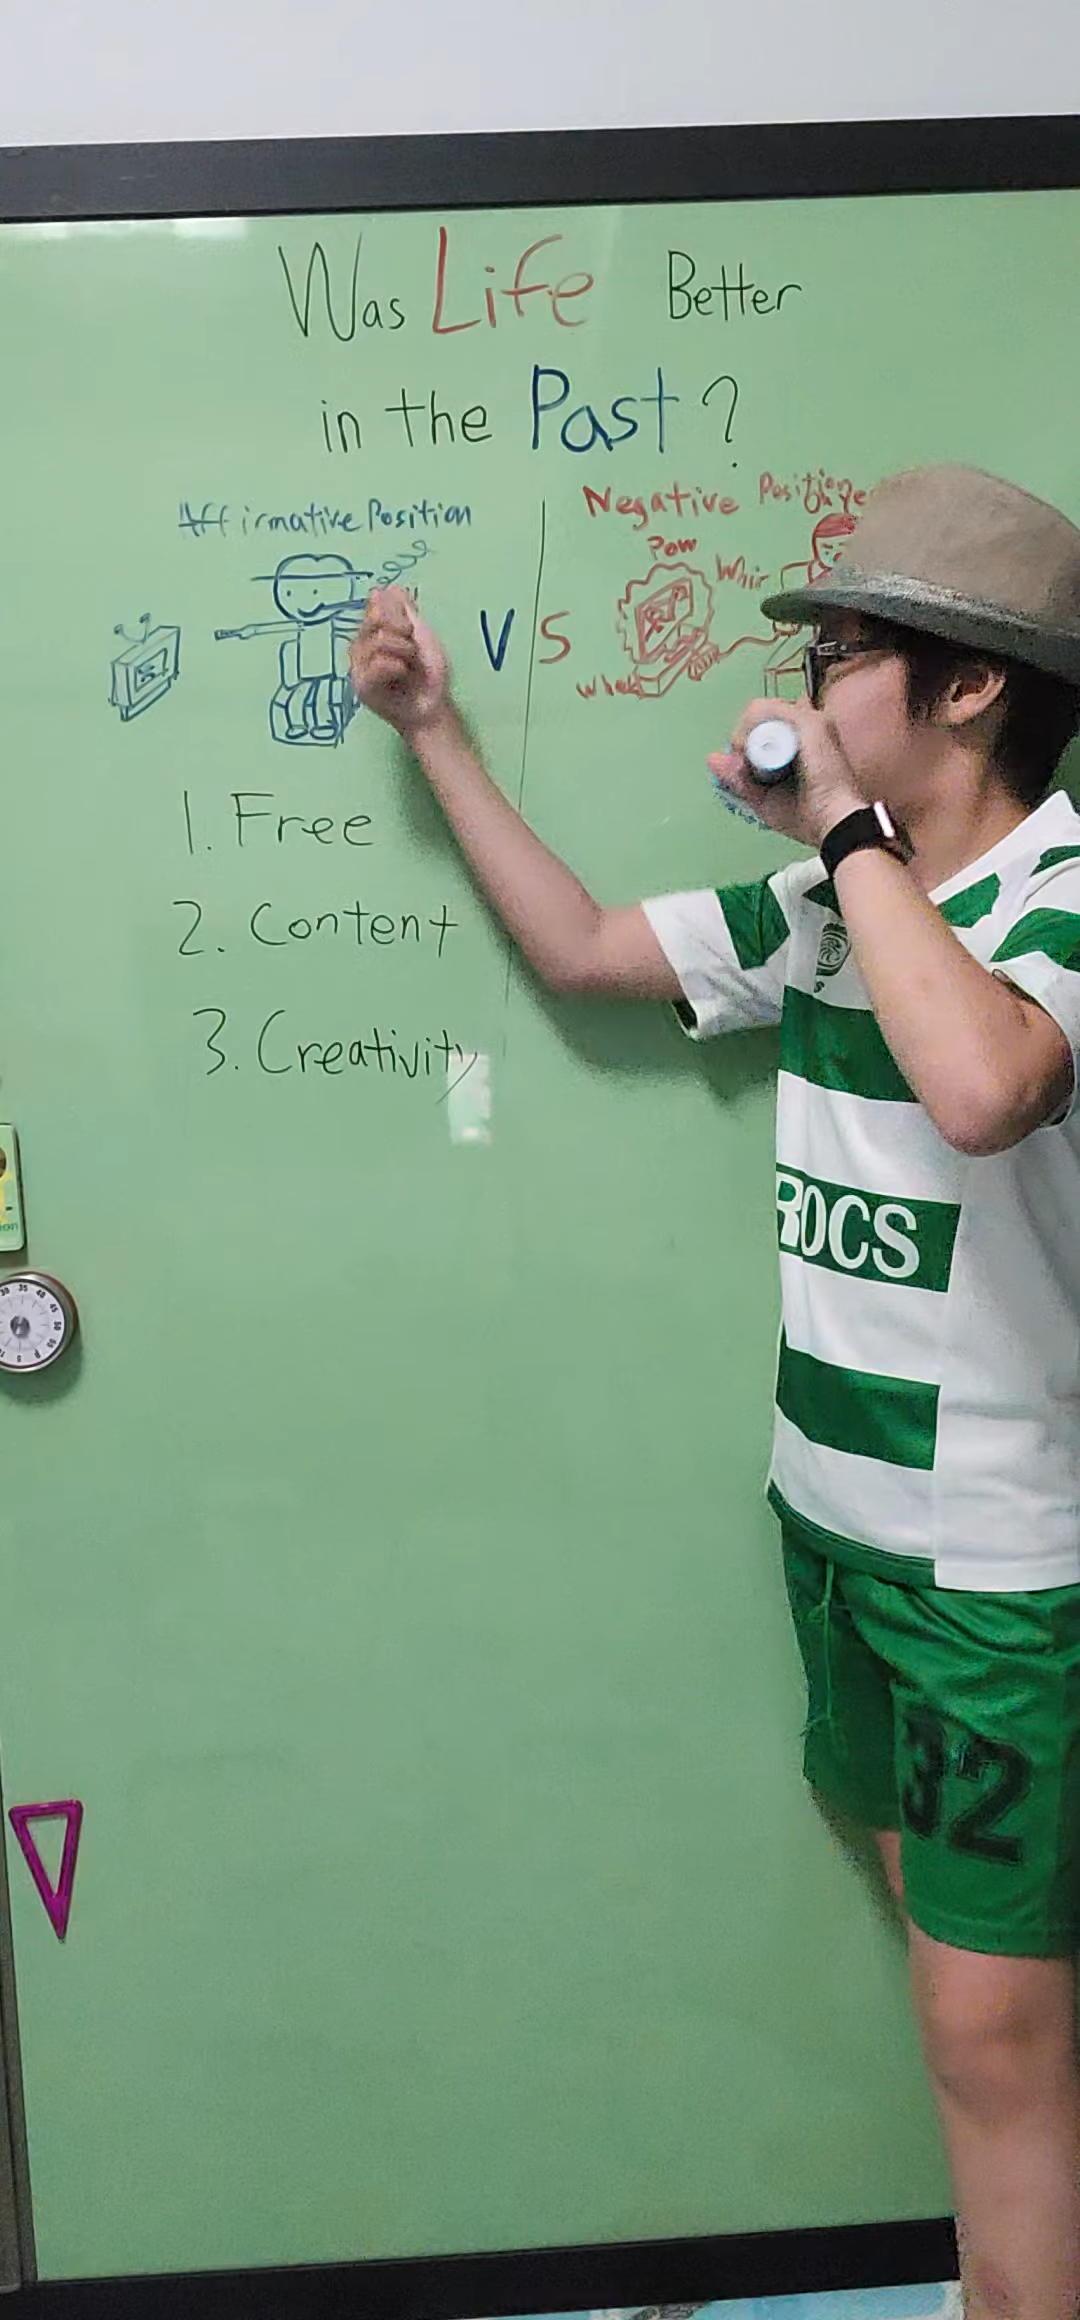 Was Life Better
in the Past?
Affirmative Position
Negative Position
Pow
Whir
VS
1. Free
2. Content
3. Creativity
ROCS
32